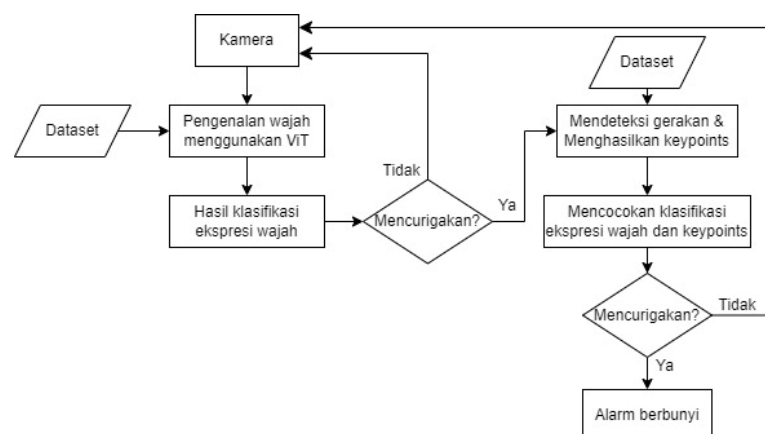 Kamera
Dataset
Pengenalan wajah
menggunakan ViT
Hasil klasifikasi
ekspresi wajah
Tidak
Mencurigakan?
Ya
Dataset
Mendeteksi gerakan &
Menghasilkan keypoints
Mencocokan klasifikasi
ekspresi wajah dan keypoints
Mencurigakan?
Tidak
Ya
Alarm berbunyi